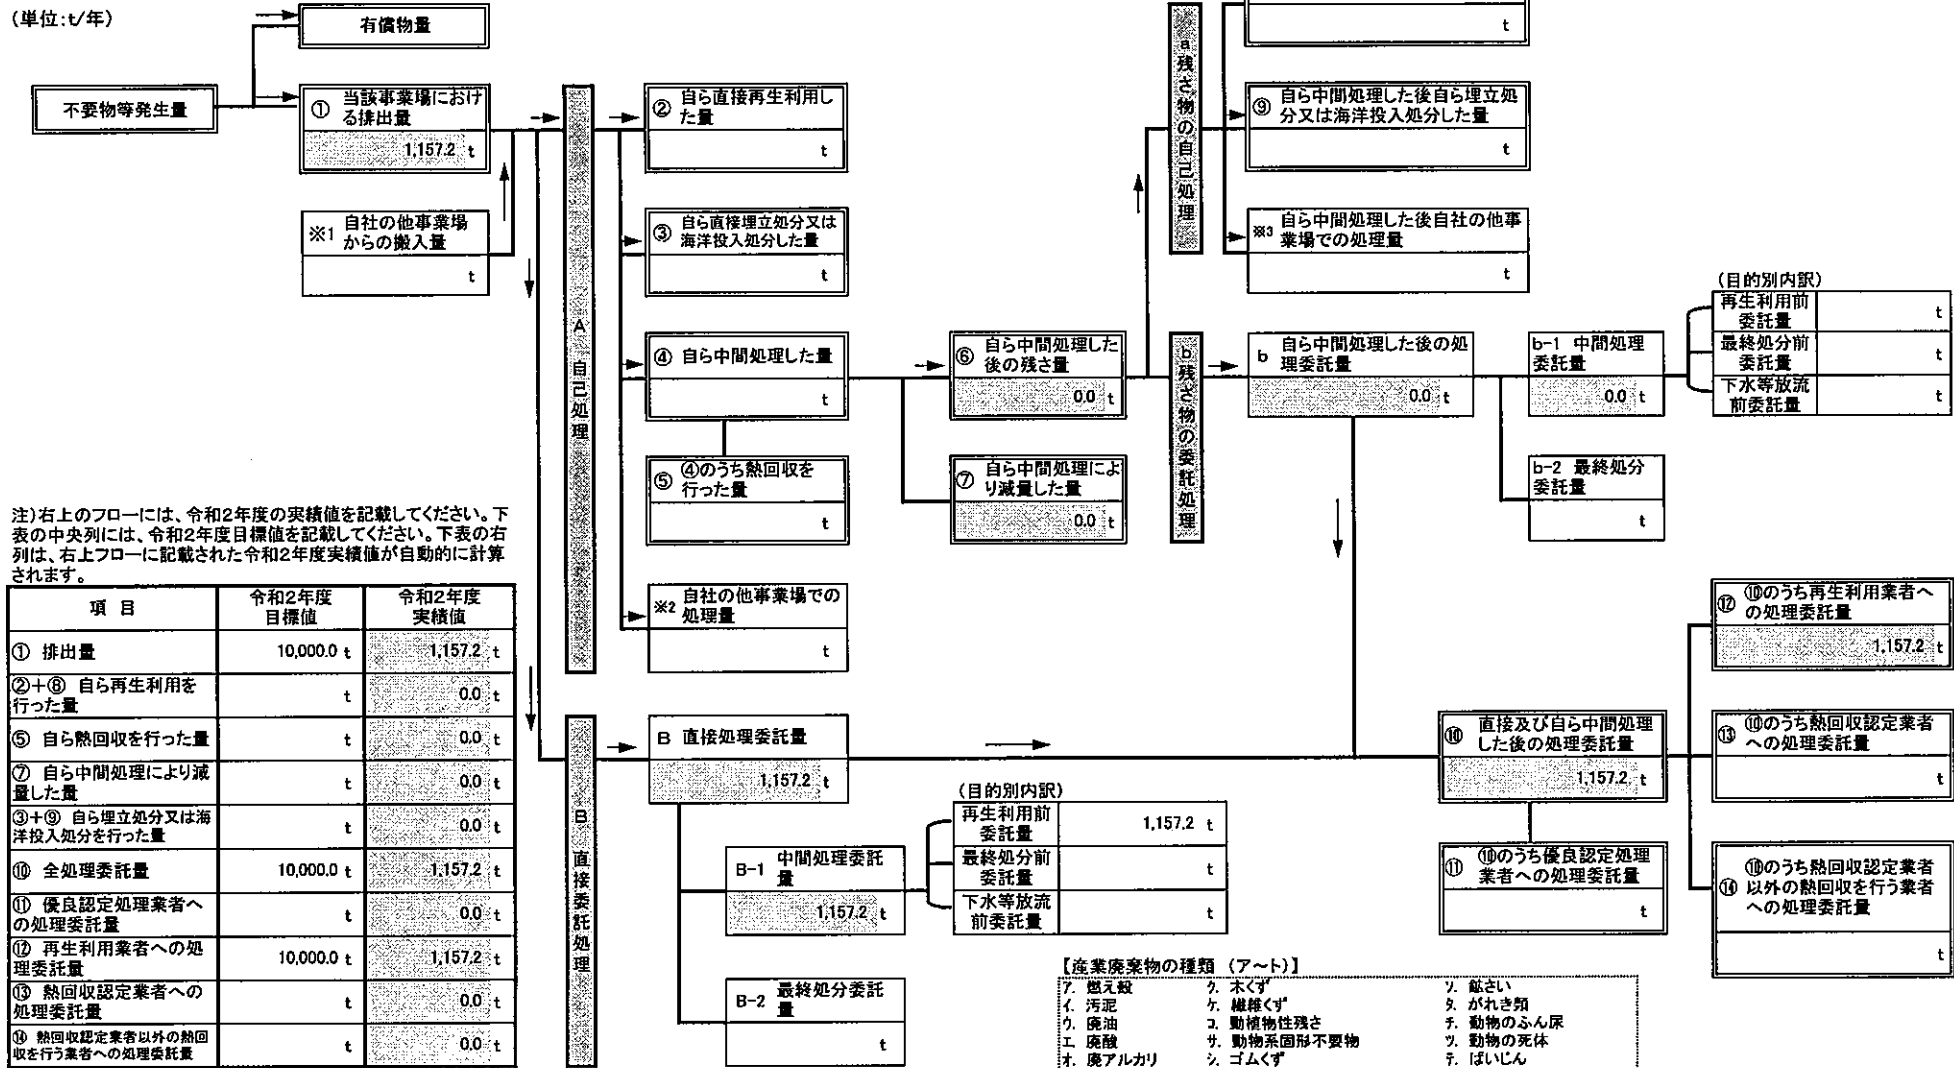 (単位:t/年)
有償物量
不要物等発生量
① 当該事業場におけ
る排出量
1,157.2 t
※1 自社の他事業場
からの搬入量
t
A 自己処理
② 自ら直接再生利用し
た量
t
③ 自ら直接埋立処分又は
海洋投入処分した量
t
④ 自ら中間処理した量
t
⑤ ④のうち熱回収を
行った量
t
※2 自社の他事業場での
処理量
t
⑥ 自ら中間処理した
後の残さ量
0.0 t
⑦ 自ら中間処理によ
り減量した量
0.0 t
a 残さ物の自己処理
t
⑨ 自ら中間処理した後自ら埋立処
分又は海洋投入処分した量
t
※3 自ら中間処理した後自社の他事
業場での処理量
t
b 残さ物の委託処理
b 自ら中間処理した後の処
理委託量
0.0 t
b-1 中間処理
委託量
0.0 t
(目的別内訳)
再生利用前
委託量
t
最終処分前
委託量
t
下水等放流
前委託量
t
b-2 最終処分
委託量
t
注)右上のフローには、令和2年度の実績値を記載してください。下
表の中央列には、令和2年度目標値を記載してください。下表の右
列は、右上フローに記載された令和2年度実績値が自動的に計算
されます。
項 目
令和2年度
目標値
令和2年度
実績値
① 排出量 10,000.0 t 1,157.2 t
②+⑧ 自ら再生利用を
行った量 t 0.0 t
⑤ 自ら熱回収を行った量 t 0.0 t
⑦ 自ら中間処理により減
量した量 t 0.0 t
③+⑨ 自ら埋立処分又は海
洋投入処分を行った量 t 0.0 t
⑩ 全処理委託量 10,000.0 t 1,157.2 t
⑪ 優良認定処理業者へ
の処理委託量 t 0.0 t
⑫ 再生利用業者への処
理委託量 10,000.0 t 1,157.2 t
⑬ 熱回収認定業者への
処理委託量 t 0.0 t
⑭ 熱回収認定業者以外の熱回
収を行う業者への処理委託量 t 0.0 t
B 直接委託処理
B 直接処理委託量
1,157.2 t
B-1 中間処理委託
量
1,157.2 t
(目的別内訳)
再生利用前
委託量
1,157.2 t
最終処分前
委託量
t
下水等放流
前委託量
t
B-2 最終処分委託
量
t
⑩ 直接及び自ら中間処理
した後の処理委託量
1,157.2 t
⑪ ⑩のうち優良認定処理
業者への処理委託量
t
⑫ ⑩のうち再生利用業者へ
の処理委託量
1,157.2 t
⑬ ⑩のうち熱回収認定業者
への処理委託量
t
⑭ ⑩のうち熱回収認定業者
以外の熱回収を行う業者
への処理委託量
t
【産業廃棄物の種類 (ア~ト)】
ア. 燃え殻 ク. 木くず ソ. 鉱さい
イ. 汚泥 ケ. 繊維くず タ. がれき類
ウ. 廃油 コ. 動植物性残さ チ. 動物のふん尿
エ. 廃酸 サ. 動物系固形不要物 ツ. 動物の死体
オ. 廃アルカリ シ. ゴムくず テ. ばいじん